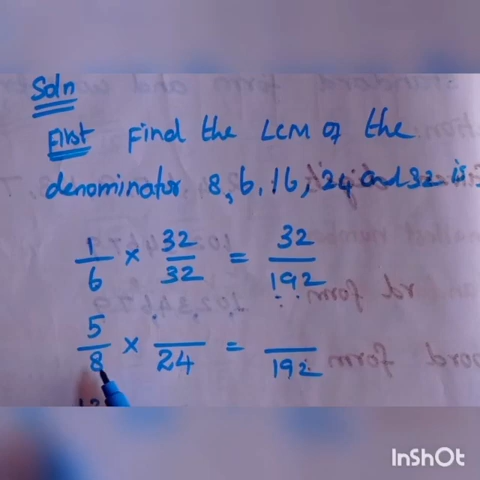 Soln
First Find the LCM of the
denominator 8, 6, 16, 24 and 32 is
1/6 × 32/32 = 32/192
5/8 × /24 = /192
InShOt